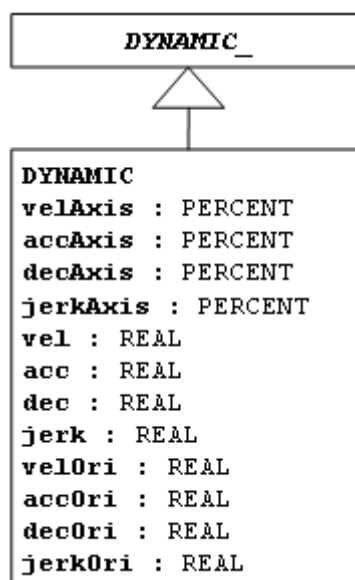 DYNAMIC_
DYNAMIC
velAxis : PERCENT
accAxis : PERCENT
decAxis : PERCENT
jerkAxis : PERCENT
vel : REAL
acc : REAL
dec : REAL
jerk : REAL
velOri : REAL
accOri : REAL
decOri : REAL
jerkOri : REAL